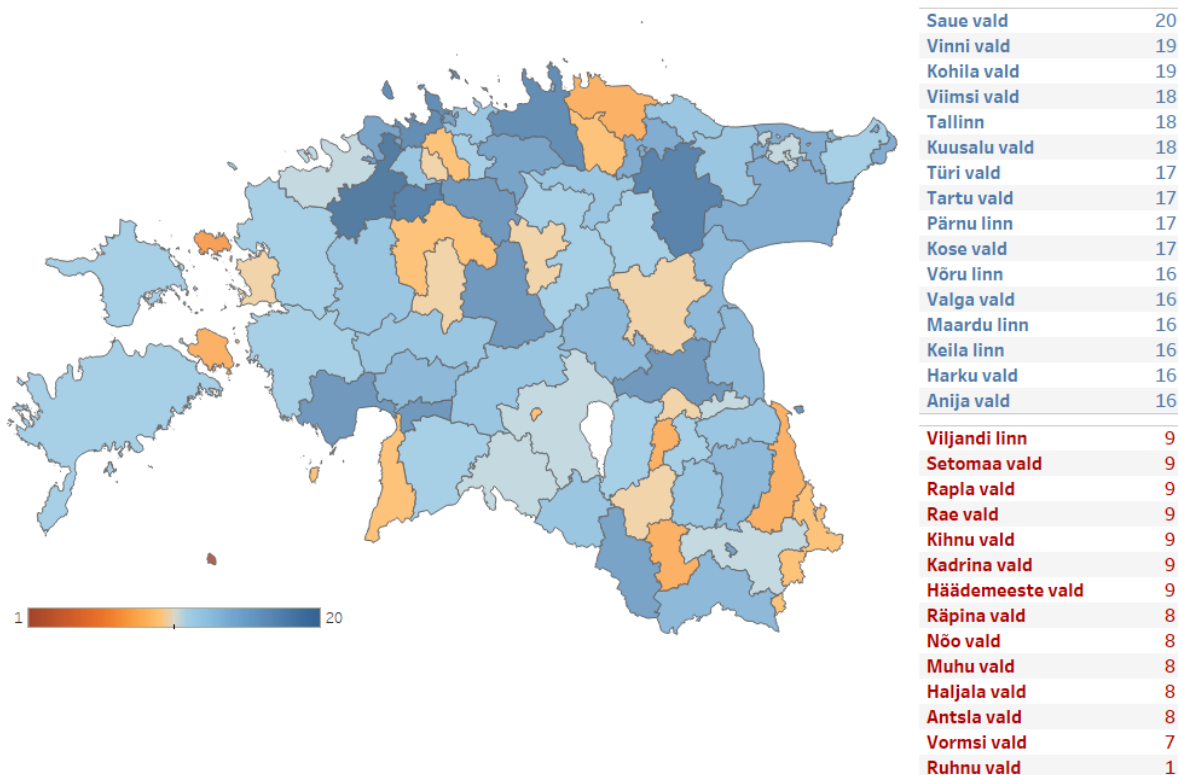 Saue vald 20
Vinni vald 19
Kohila vald 19
Viimsi vald 18
Tallinn 18
Kuusalu vald 18
Türi vald 17
Tartu vald 17
Pärnu linn 17
Kose vald 17
Võru linn 16
Valga vald 16
Maardu linn 16
Keila linn 16
Harku vald 16
Anija vald 16
Viljandi linn 9
Setomaa vald 9
Rapla vald 9
Rae vald 9
Kihnu vald 9
Kadrina vald 9
Häädemeeste vald 9
Räpina vald 8
Nõo vald 8
Muhu vald 8
Haljala vald 8
Antsla vald 8
Vormsi vald 7
Ruhnu vald 1
1 20